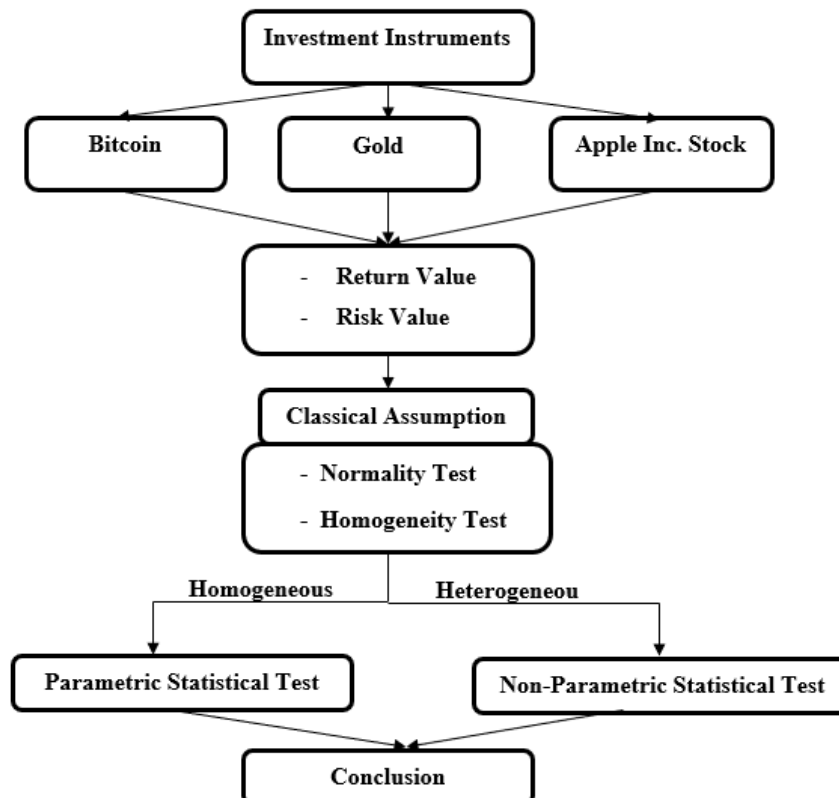 Investment Instruments
Bitcoin
Gold
Apple Inc. Stock
- Return Value
- Risk Value
Classical Assumption
- Normality Test
- Homogeneity Test
Homogeneous
Heterogeneou
Parametric Statistical Test
Non-Parametric Statistical Test
Conclusion